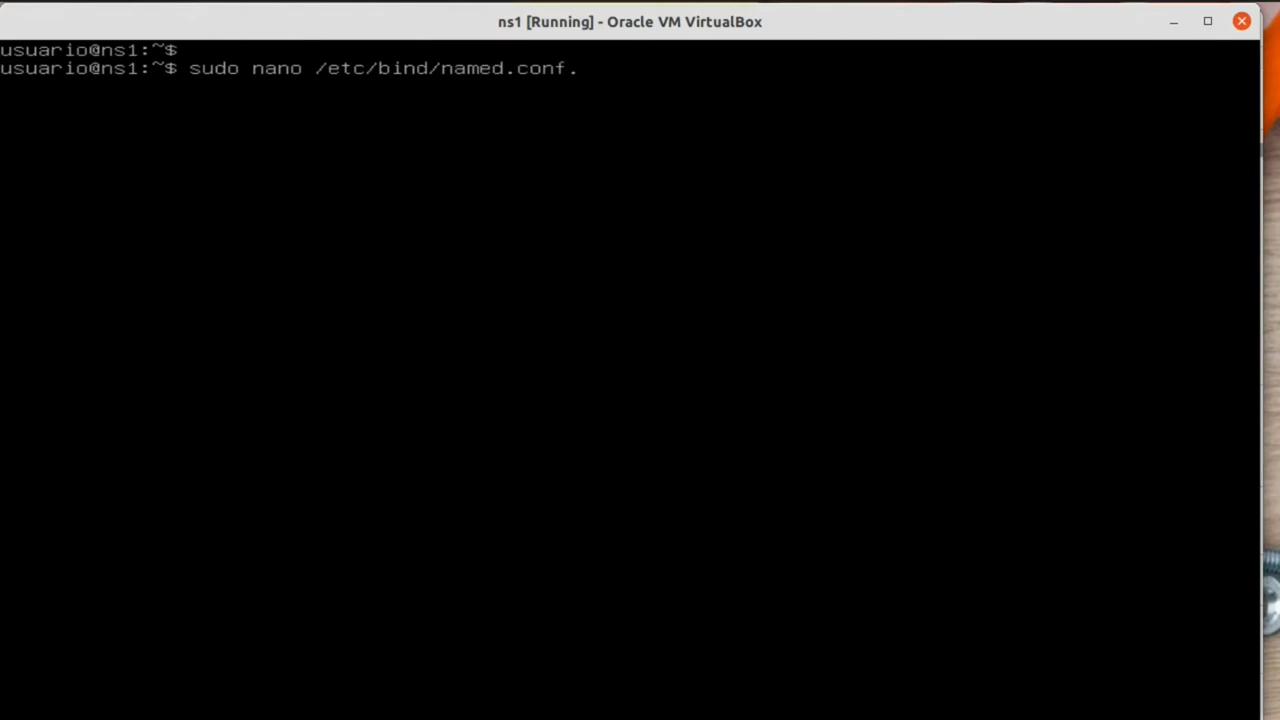 ns1 [Running] - Oracle VM VirtualBox
usuario@ns1:~$
usuario@ns1:~$ sudo nano /etc/bind/named.conf.